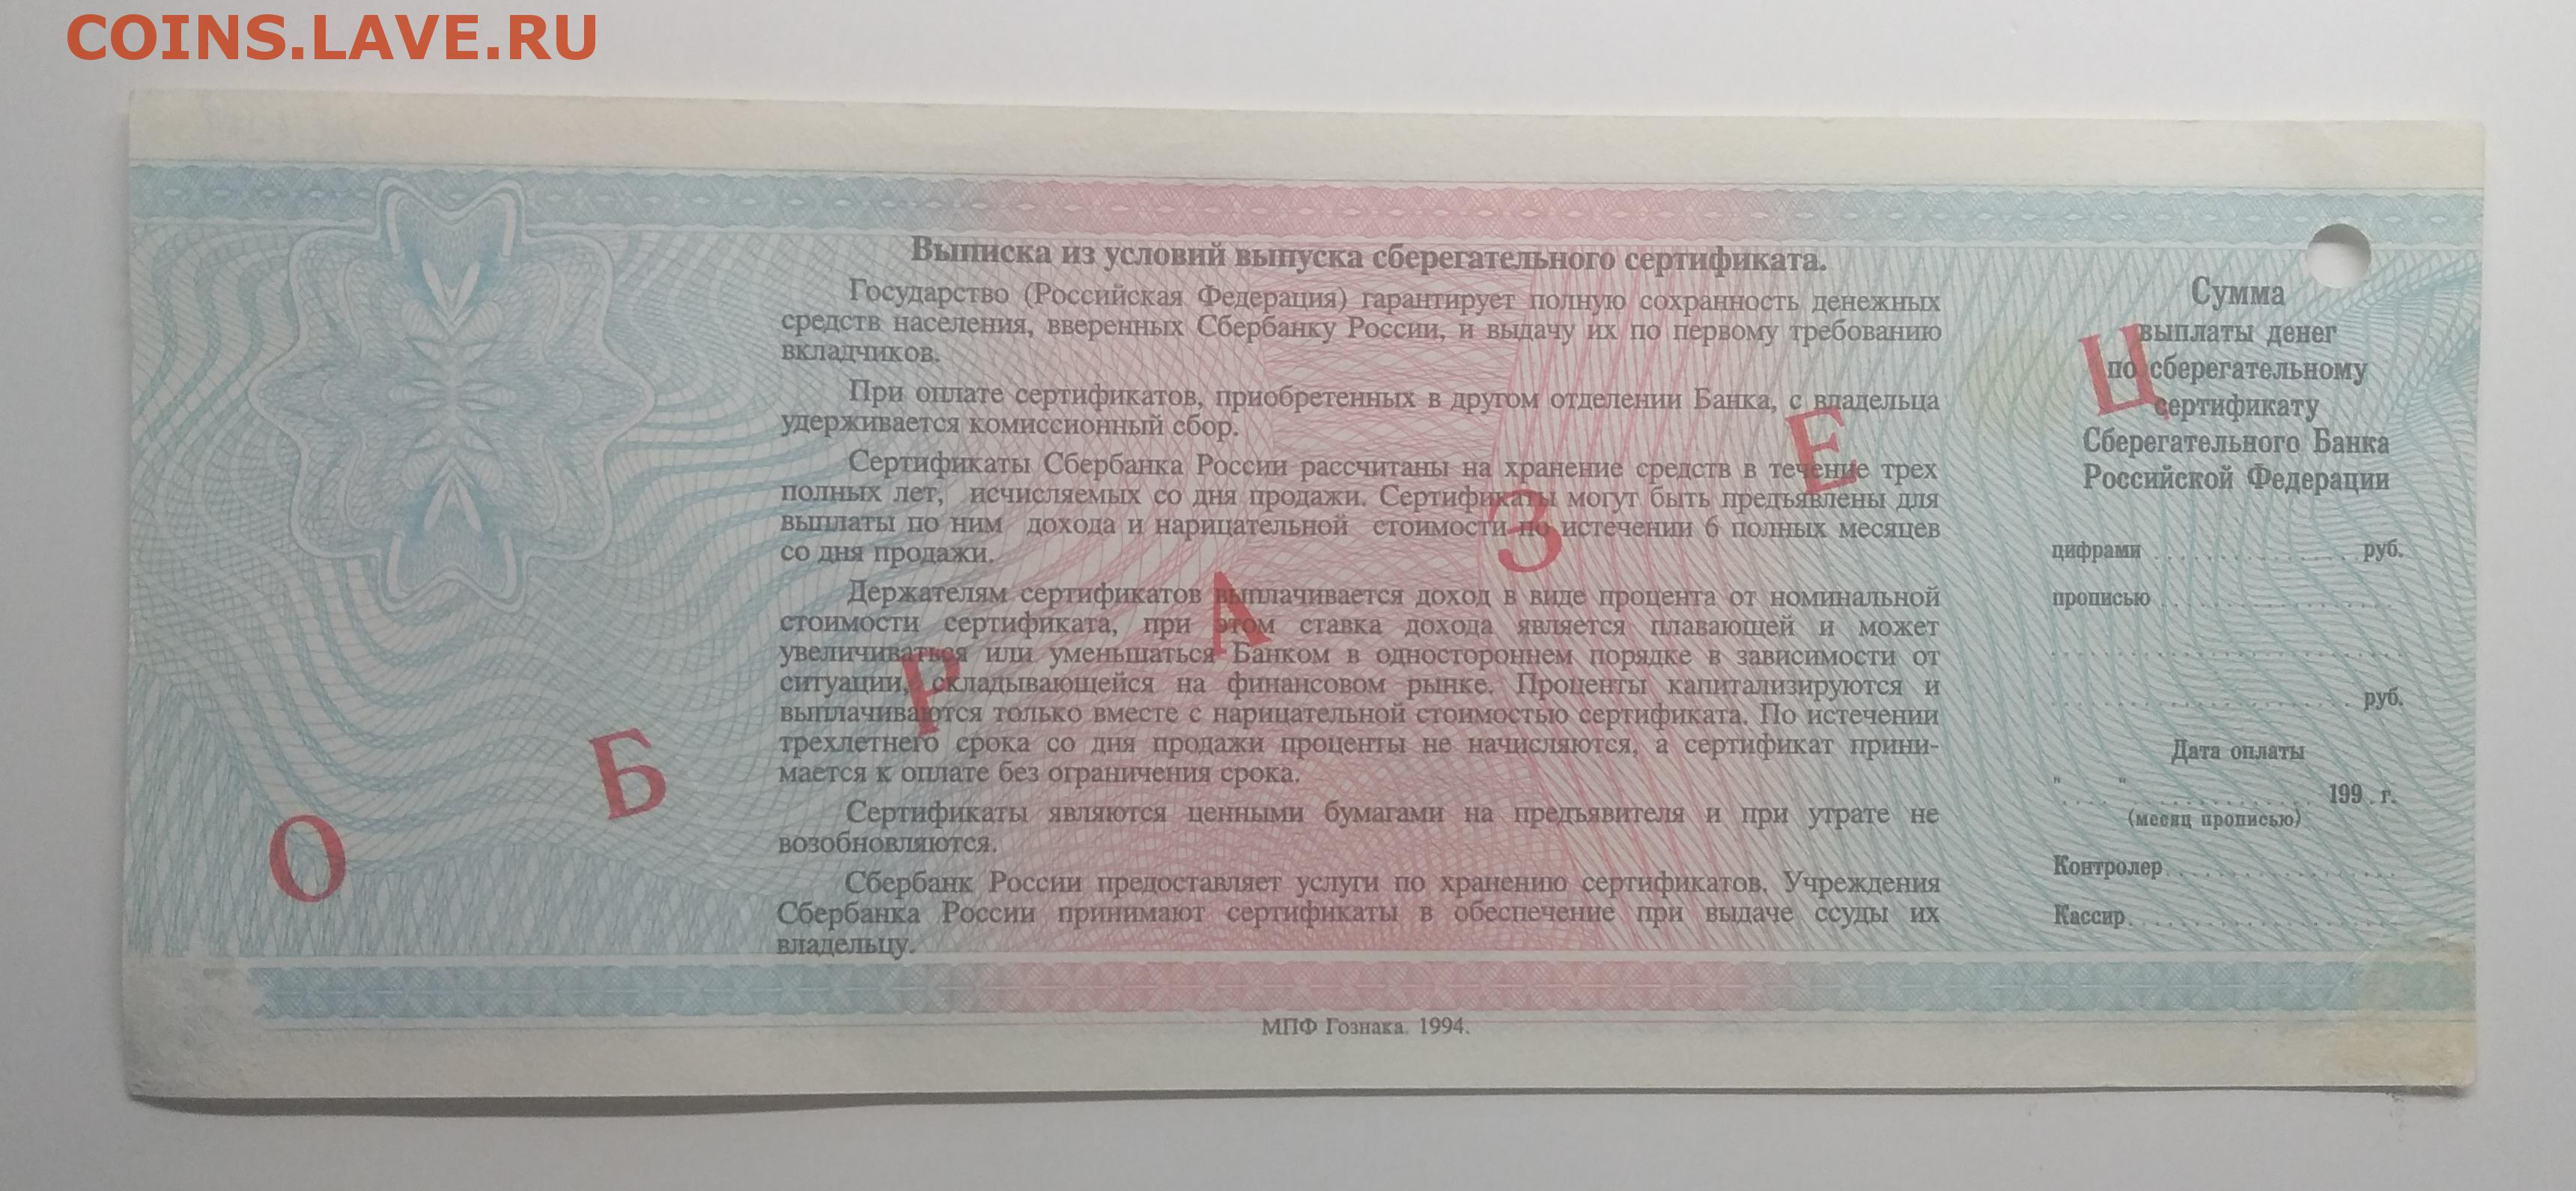 COINS.LAVE.RU
Выписка из условий выпуска сберегательного сертификата.
Государство (Российская Федерация) гарантирует полную сохранность денежных
средств населения, вверенных Сбербанку России, и выдачу их по первому требованию
вкладчиков.
При оплате сертификатов, приобретенных в другом отделении Банка, с владельца
удерживается комиссионный сбор.
Сертификаты Сбербанка России рассчитаны на хранение средств в течение трех
полных лет, исчисляемых со дня продажи. Сертификаты могут быть предъявлены для
выплаты по ним дохода и нарицательной стоимости по истечении 6 полных месяцев
со дня продажи.
Держателям сертификатов выплачивается доход в виде процента от номинальной
стоимости сертификата, при этом ставка дохода является плавающей и может
увеличиваться или уменьшаться Банком в одностороннем порядке в зависимости от
ситуации, складывающейся на финансовом рынке. Проценты капитализируются и
выплачиваются только вместе с нарицательной стоимостью сертификата. По истечении
трехлетнего срока со дня продажи проценты не начисляются, а сертификат прини-
мается к оплате без ограничения срока.
Сертификаты являются ценными бумагами на предъявителя и при утрате не
возобновляются.
Сбербанк России предоставляет услуги по хранению сертификатов. Учреждения
Сбербанка России принимают сертификаты в обеспечение при выдаче ссуды их
владельцу.
Сумма
выплаты денег
по сберегательному
сертификату
Сберегательного Банка
Российской Федерации
цифрами . . . . . . . . . . . . . . . руб.
прописью . . . . . . . . . . . . . . .
. . . . . . . . . . . . . . . руб.
Дата оплаты
" " . . . . . . . . . . . . . . . 199 . г.
(месяц прописью)
Контролер . . . . . . . . . . . . . . .
Кассир . . . . . . . . . . . . . . .
О Б Р А З Е Ц
МПФ Гознака. 1994.